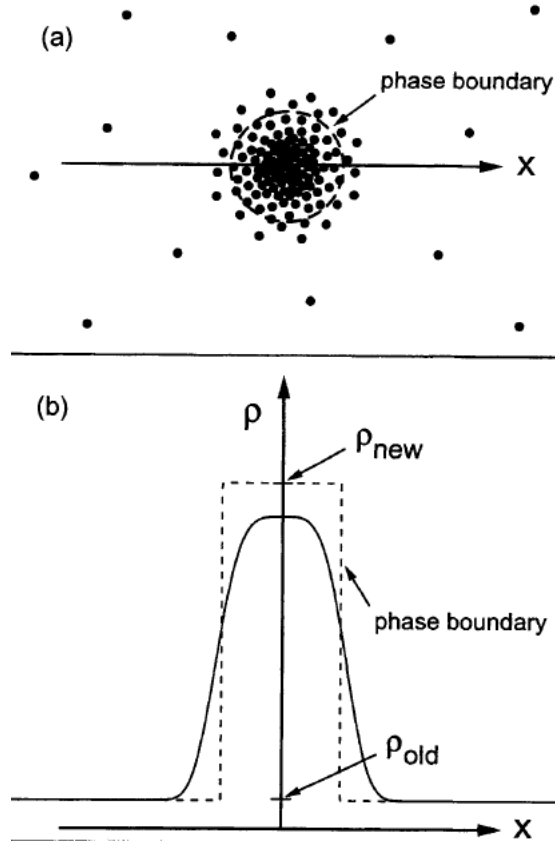 (a)
phase boundary
X
(b)
ρ
ρnew
phase boundary
ρold
X